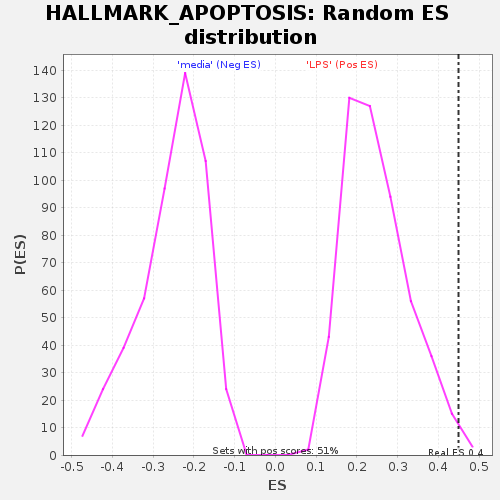 HALLMARK_APOPTOSIS: Random ES
distribution
'media' (Neg ES)
'LPS' (Pos ES)
P(ES)
140
130
120
110
100
90
80
70
60
50
40
30
20
10
0
Sets with pos scores: 51%
Real ES 0.4
-0.5 -0.4 -0.3 -0.2 -0.1 0.0 0.1 0.2 0.3 0.4 0.5
ES